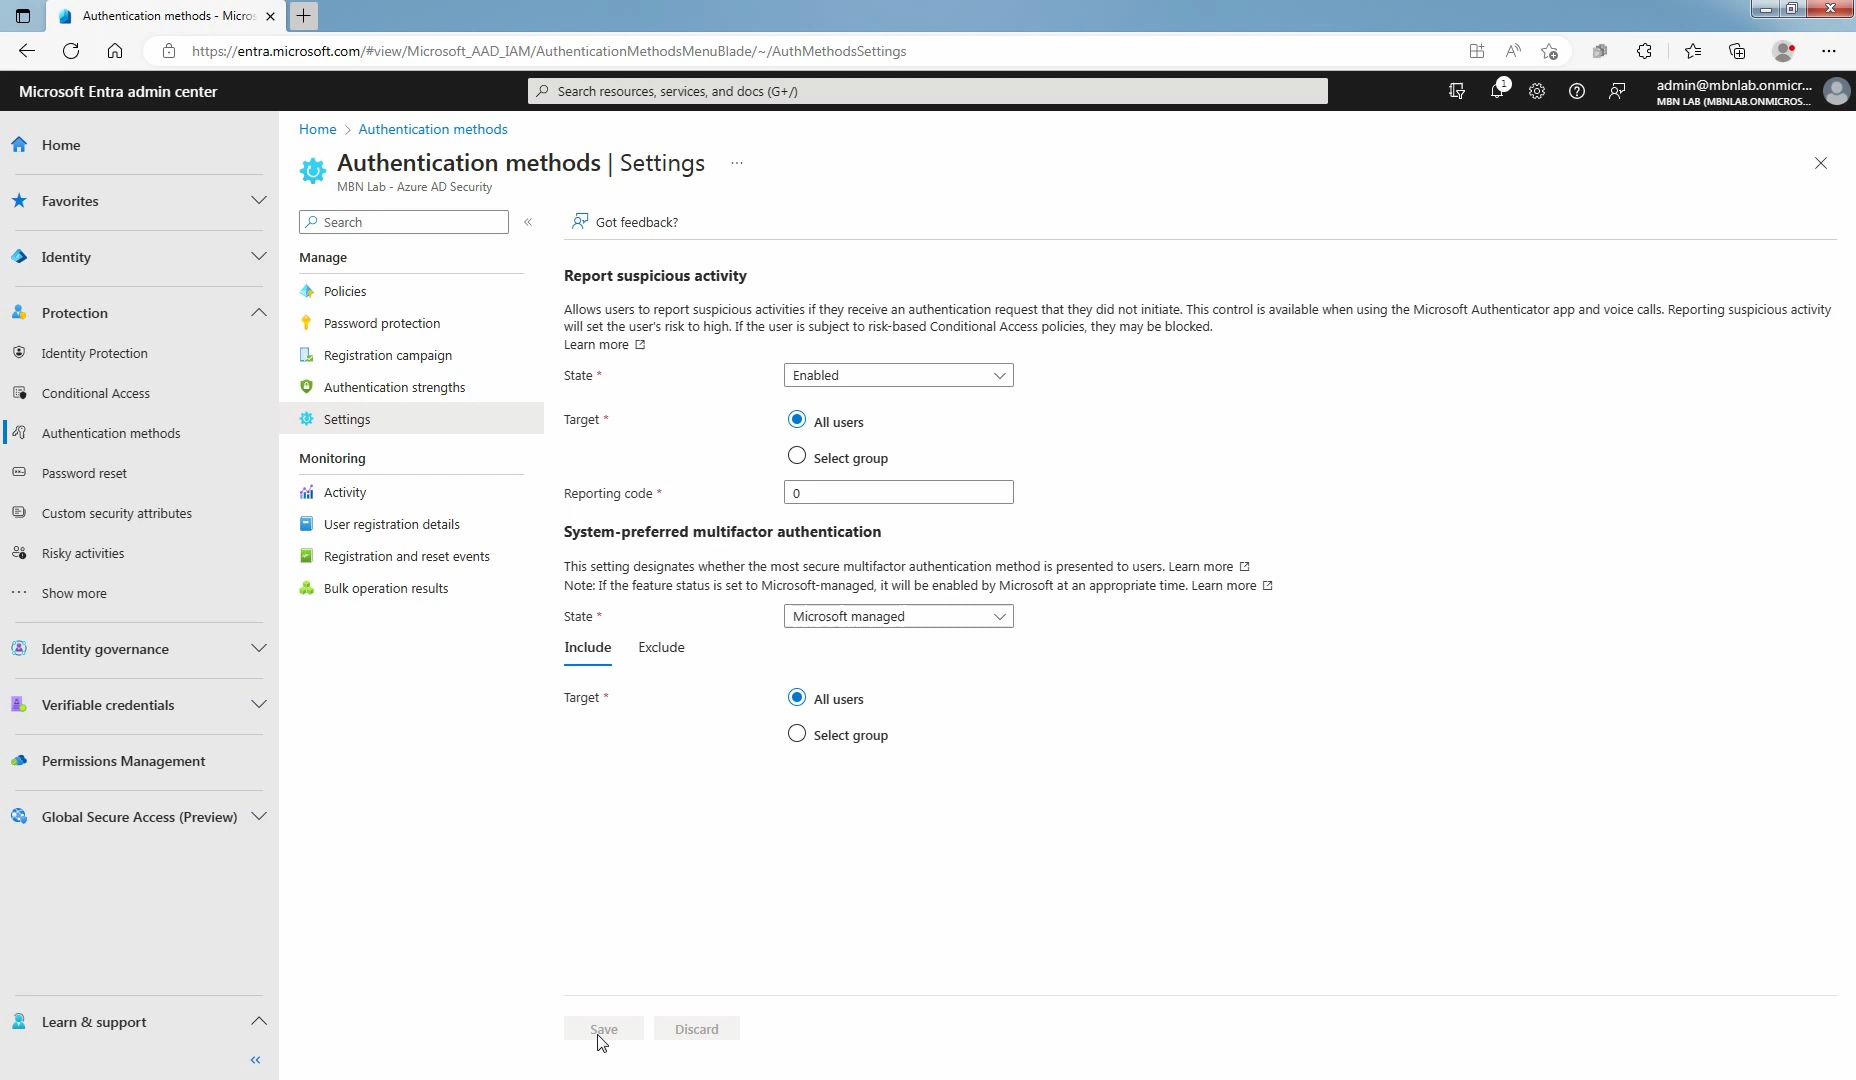 Authentication methods - Micros
https://entra.microsoft.com/#view/Microsoft_AAD_IAM/AuthenticationMethodsMenuBlade/~/AuthMethodsSettings
Microsoft Entra admin center
Search resources, services, and docs (G+/)
1
admin@mbnlab.onmicr...
MBN LAB (MBNLAB.ONMICROS...
Home
Favorites
Identity
Protection
Identity Protection
Conditional Access
Authentication methods
Password reset
Custom security attributes
Risky activities
Show more
Identity governance
Verifiable credentials
Permissions Management
Global Secure Access (Preview)
Learn & support
Home > Authentication methods
Authentication methods | Settings ...
MBN Lab - Azure AD Security
Search
Manage
Policies
Password protection
Registration campaign
Authentication strengths
Settings
Monitoring
Activity
User registration details
Registration and reset events
Bulk operation results
Got feedback?
Report suspicious activity
Allows users to report suspicious activities if they receive an authentication request that they did not initiate. This control is available when using the Microsoft Authenticator app and voice calls. Reporting suspicious activity
will set the user's risk to high. If the user is subject to risk-based Conditional Access policies, they may be blocked.
Learn more
State * Enabled
Target * All users
Select group
Reporting code * 0
System-preferred multifactor authentication
This setting designates whether the most secure multifactor authentication method is presented to users. Learn more
Note: If the feature status is set to Microsoft-managed, it will be enabled by Microsoft at an appropriate time. Learn more
State * Microsoft managed
Include Exclude
Target * All users
Select group
Save Discard